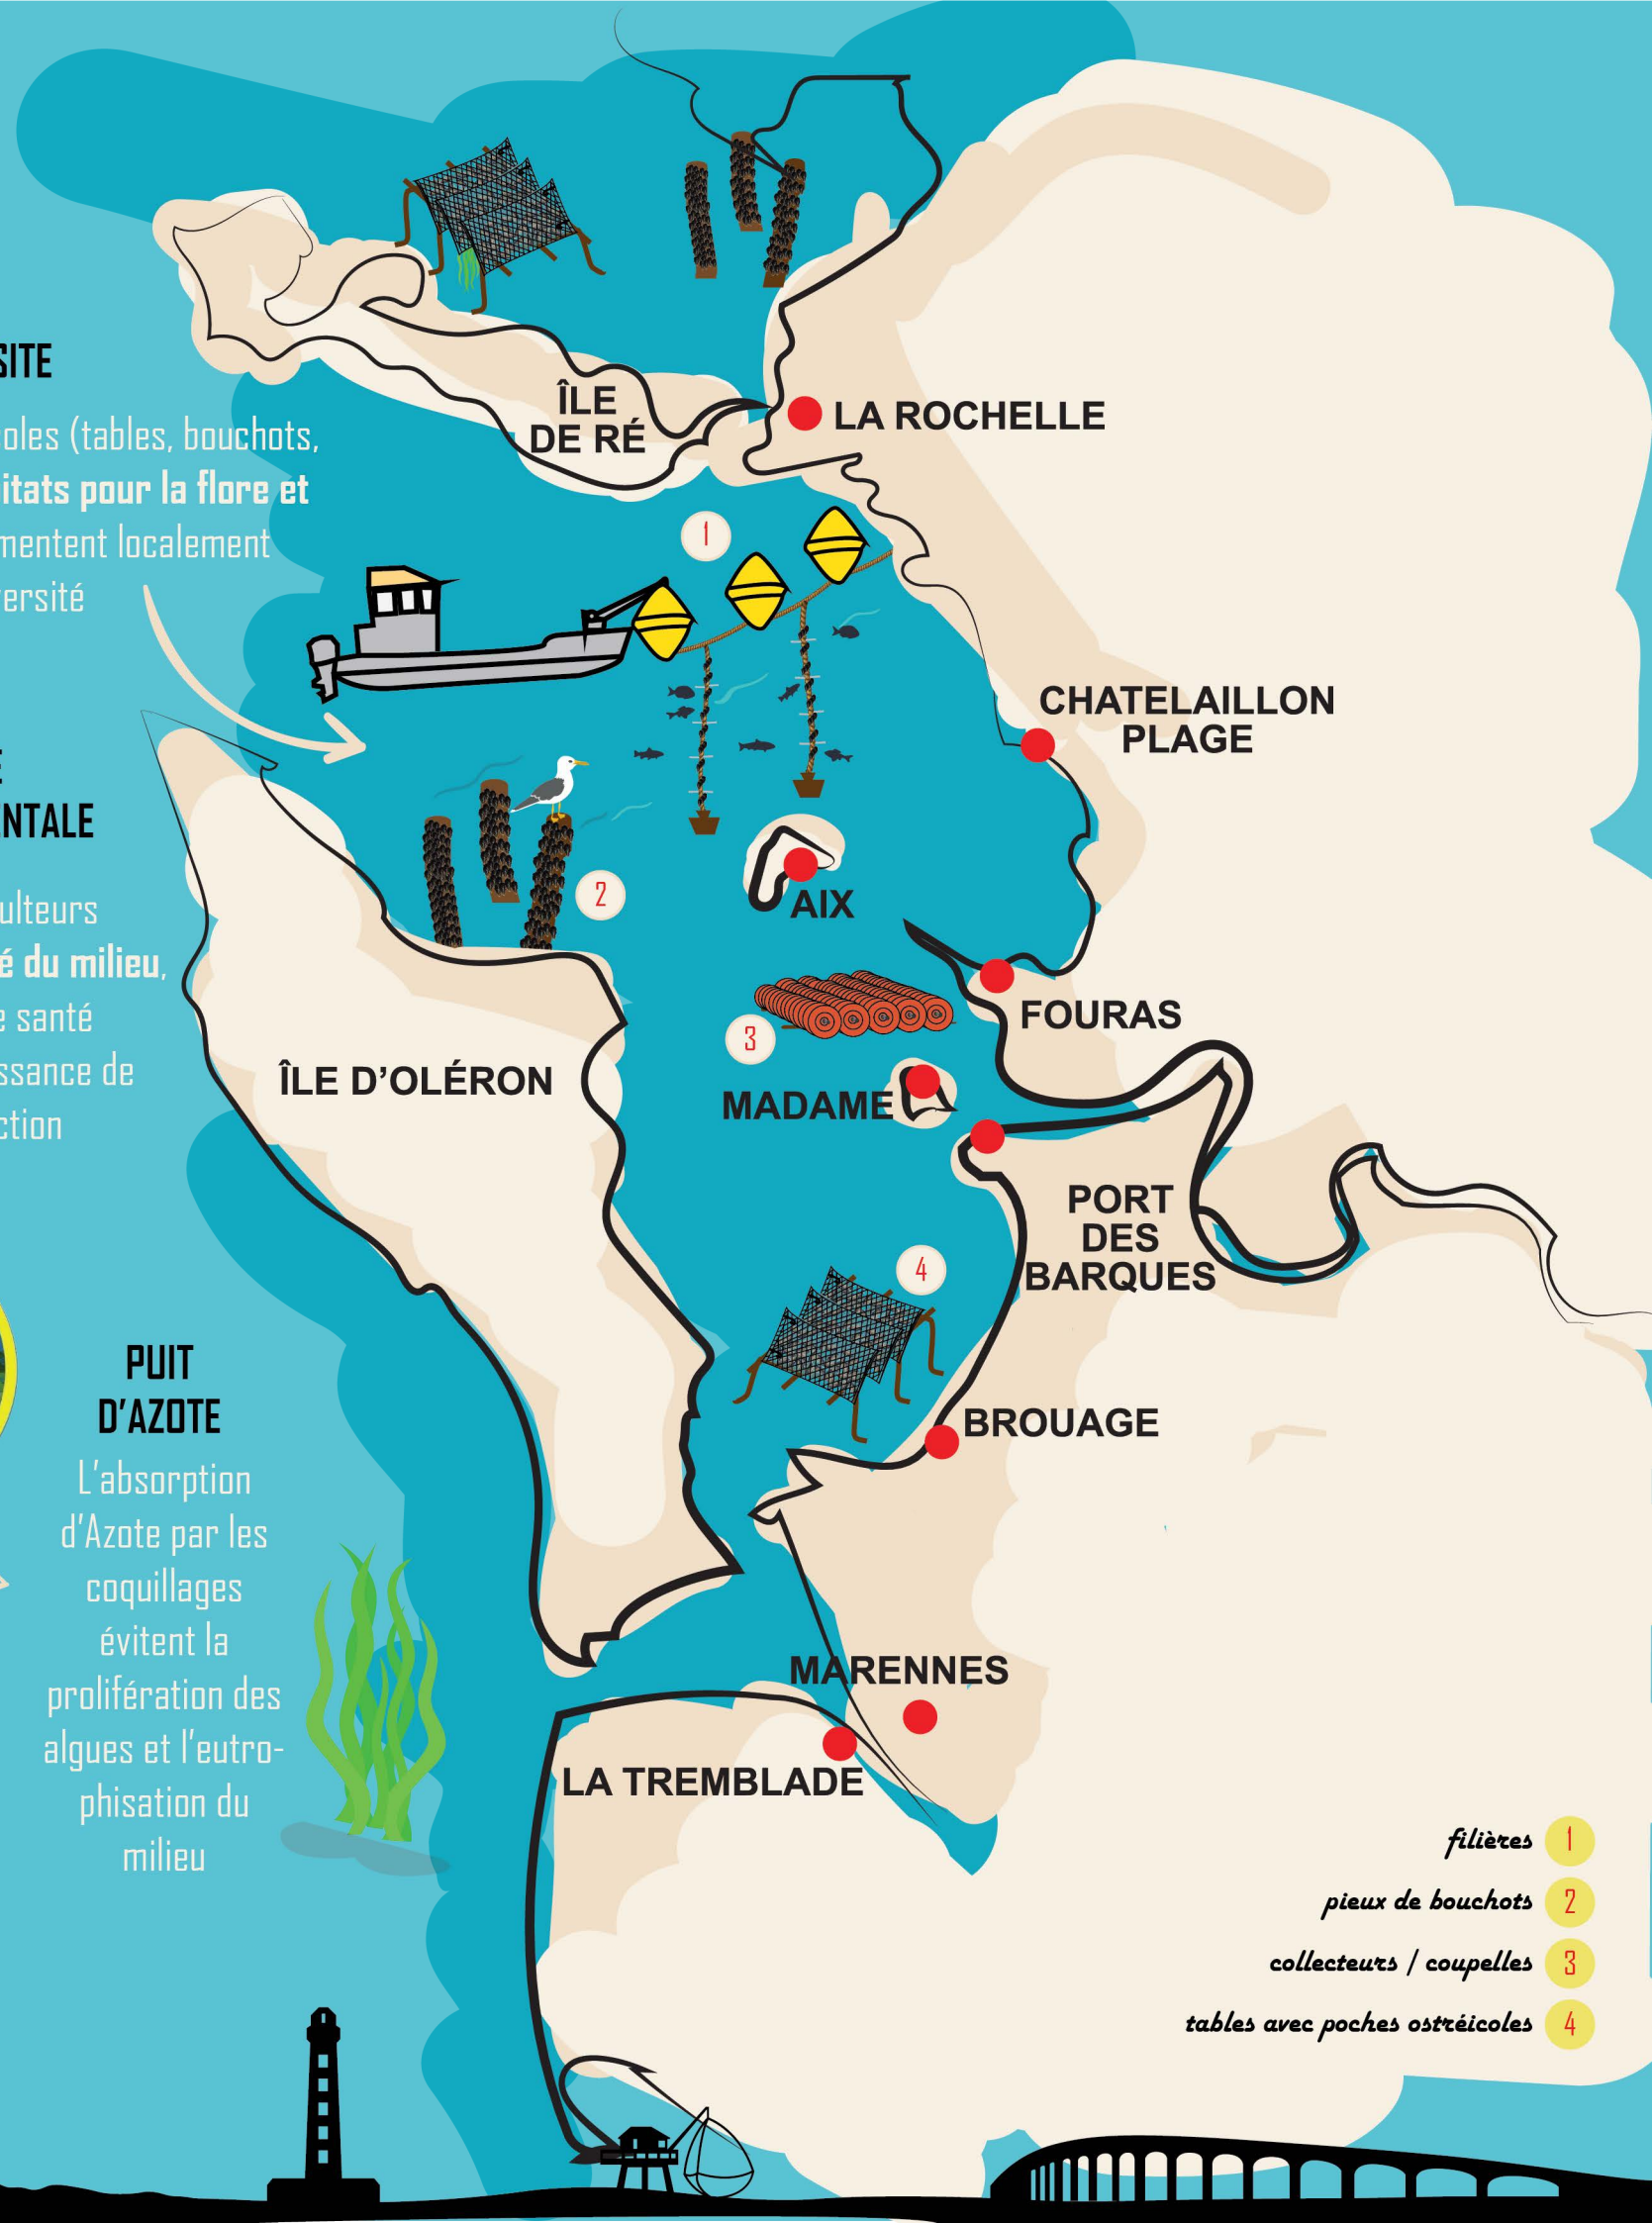 SITE
oles (tables, bouchots,
itats pour la flore et
mentent localement
ersité
E
ENTALE
ulteurs
é du milieu,
e santé
ssance de
ction
PUIT
D'AZOTE
L'absorption
d'Azote par les
coquillages
évitent la
prolifération des
algues et l'eutro-
phisation du
milieu
ÎLE
DE RÉ
LA ROCHELLE
1
CHATELAILLON
PLAGE
2
AIX
FOURAS
3
ÎLE D'OLÉRON
MADAME
PORT
DES
BARQUES
4
BROUAGE
MARENNES
LA TREMBLADE
filières 1
pieux de bouchots 2
collecteurs / coupelles 3
tables avec poches ostréicoles 4